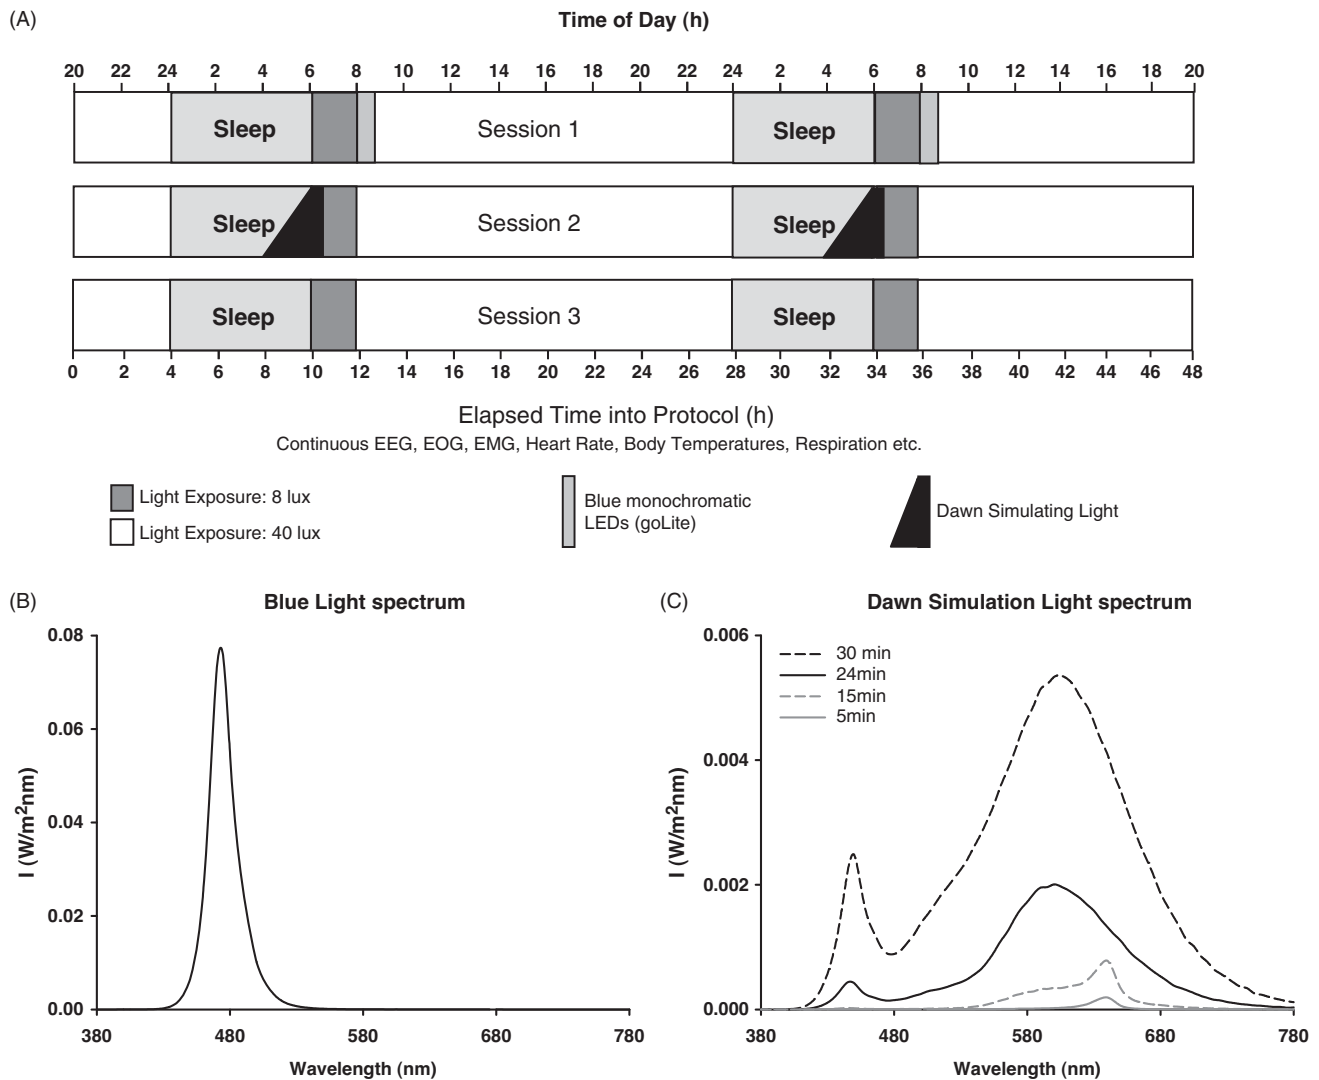 (A)
Time of Day (h)
20 22 24 2 4 6 8 10 12 14 16 18 20 22 24 2 4 6 8 10 12 14 16 18 20
Sleep Session 1 Sleep
Sleep Session 2 Sleep
Sleep Session 3 Sleep
0 2 4 6 8 10 12 14 16 18 20 22 24 26 28 30 32 34 36 38 40 42 44 46 48
Elapsed Time into Protocol (h)
Continuous EEG, EOG, EMG, Heart Rate, Body Temperatures, Respiration etc.
Light Exposure: 8 lux
Light Exposure: 40 lux
Blue monochromatic
LEDs (goLite)
Dawn Simulating Light
(B)
Blue Light spectrum
0.08
0.06
0.04
0.02
0.00
I (W/m²nm)
380 480 580 680 780
Wavelength (nm)
(C)
Dawn Simulation Light spectrum
30 min
24min
15min
5min
0.006
0.004
0.002
0.000
I (W/m²nm)
380 480 580 680 780
Wavelength (nm)